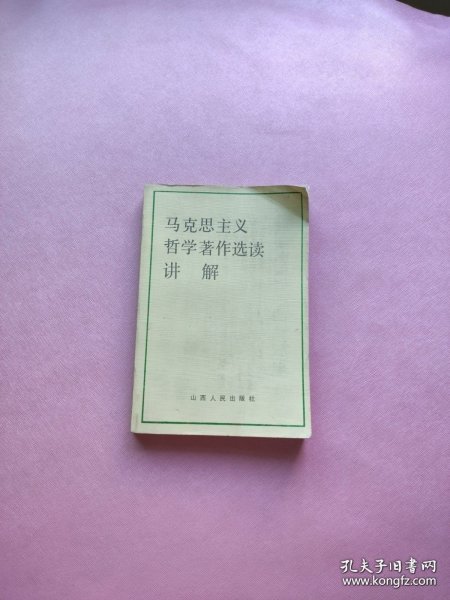 马克思主义
哲学著作选读
讲 解
山西人民出版社
孔夫子旧书网
www.kongfz.com